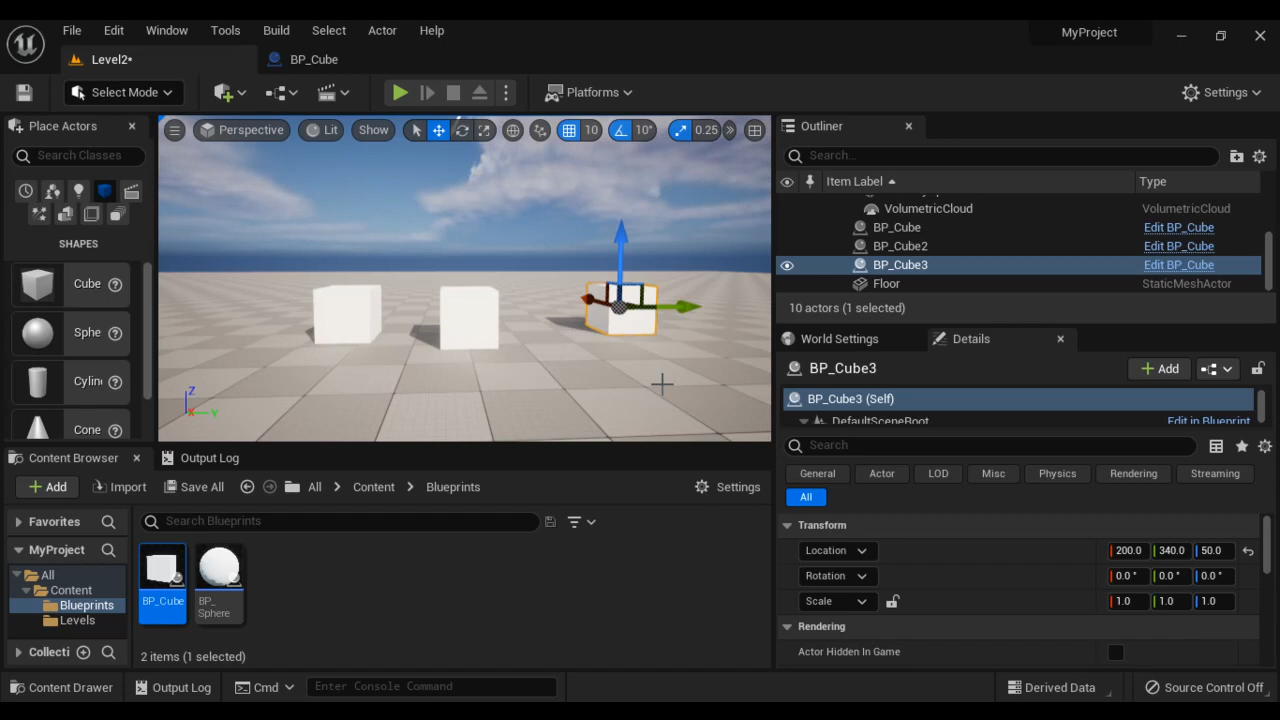 File Edit Window Tools Build Select Actor Help
MyProject
Level2*
BP_Cube
Select Mode
Platforms
Settings
Place Actors
Search Classes
SHAPES
Cube
Sphe
Cylin
Cone
Perspective
Lit
Show
10
10°
0.25
Z
X
Y
Outliner
Search...
Item Label
Type
VolumetricCloud VolumetricCloud
BP_Cube Edit BP_Cube
BP_Cube2 Edit BP_Cube
BP_Cube3 Edit BP_Cube
Floor StaticMeshActor
10 actors (1 selected)
World Settings
Details
BP_Cube3
Add
BP_Cube3 (Self)
DefaultSceneRoot Edit in Blueprint
Search
General Actor LOD Misc Physics Rendering Streaming
All
Transform
Location 200.0 340.0 50.0
Rotation 0.0 ° 0.0 ° 0.0 °
Scale 1.0 1.0 1.0
Rendering
Actor Hidden In Game
Content Browser
Output Log
Add
Import
Save All
All
Content
Blueprints
Settings
Favorites
MyProject
All
Content
Blueprints
Levels
Collecti
Search Blueprints
BP_Cube
BP_
Sphere
2 items (1 selected)
Content Drawer
Output Log
Cmd
Enter Console Command
Derived Data
Source Control Off